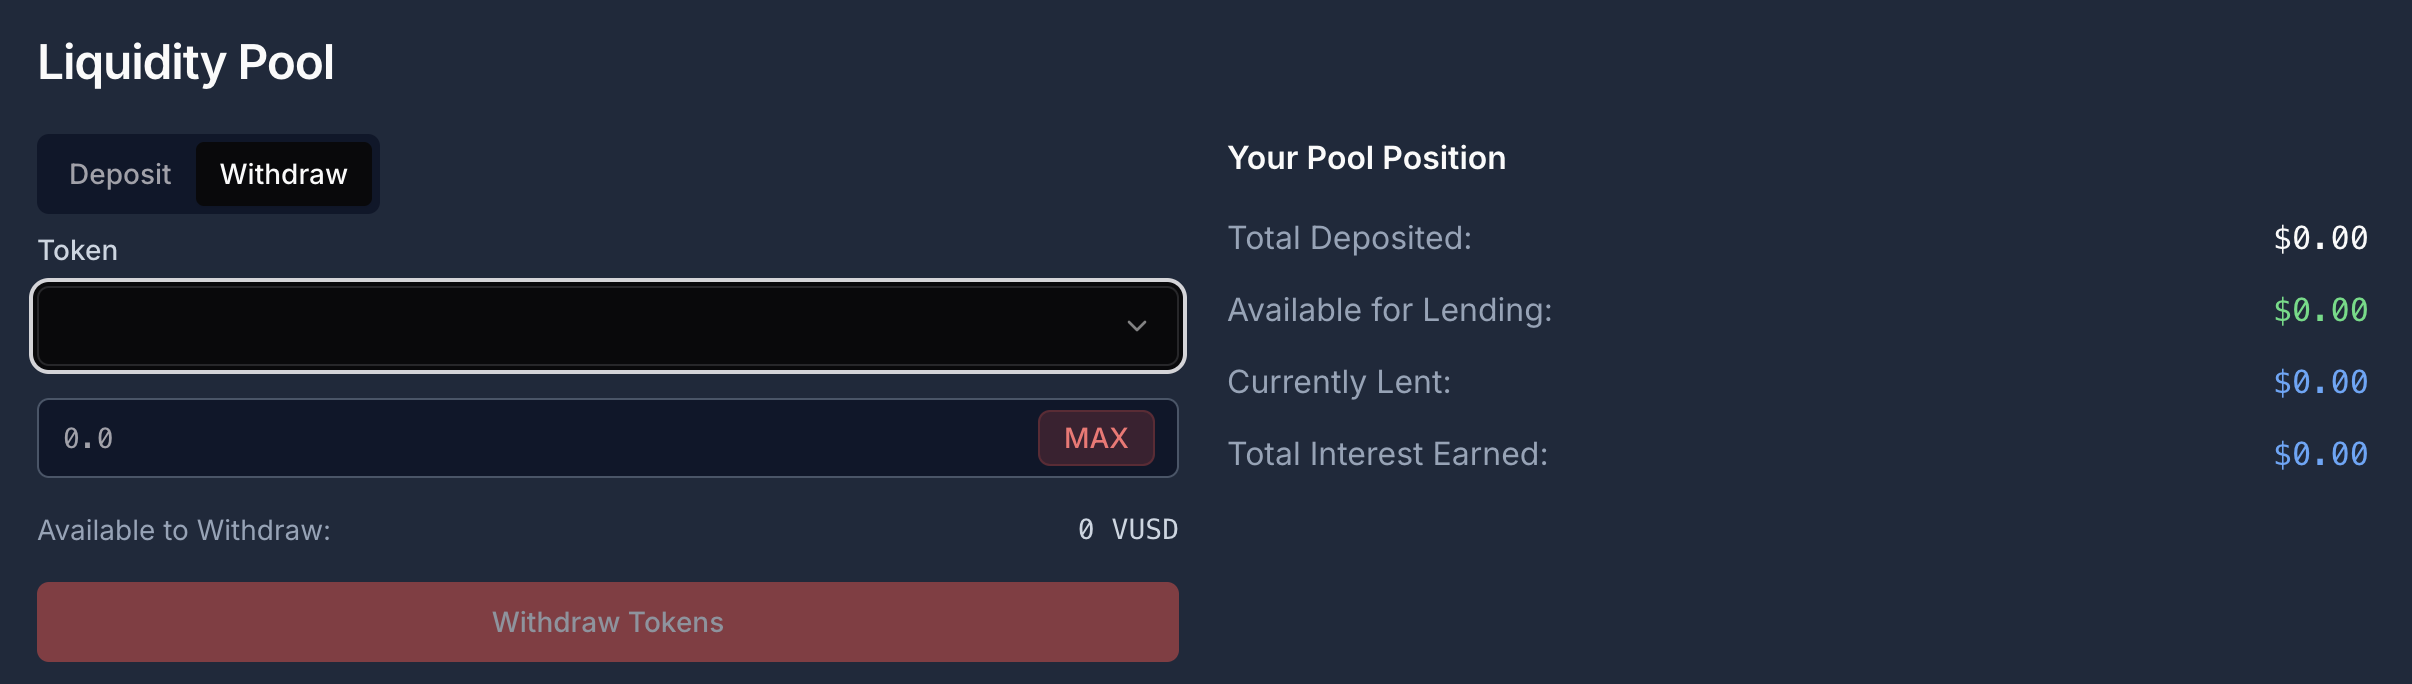 Liquidity Pool
Deposit Withdraw
Token
0.0 MAX
Available to Withdraw: 0 VUSD
Withdraw Tokens
Your Pool Position
Total Deposited: $0.00
Available for Lending: $0.00
Currently Lent: $0.00
Total Interest Earned: $0.00